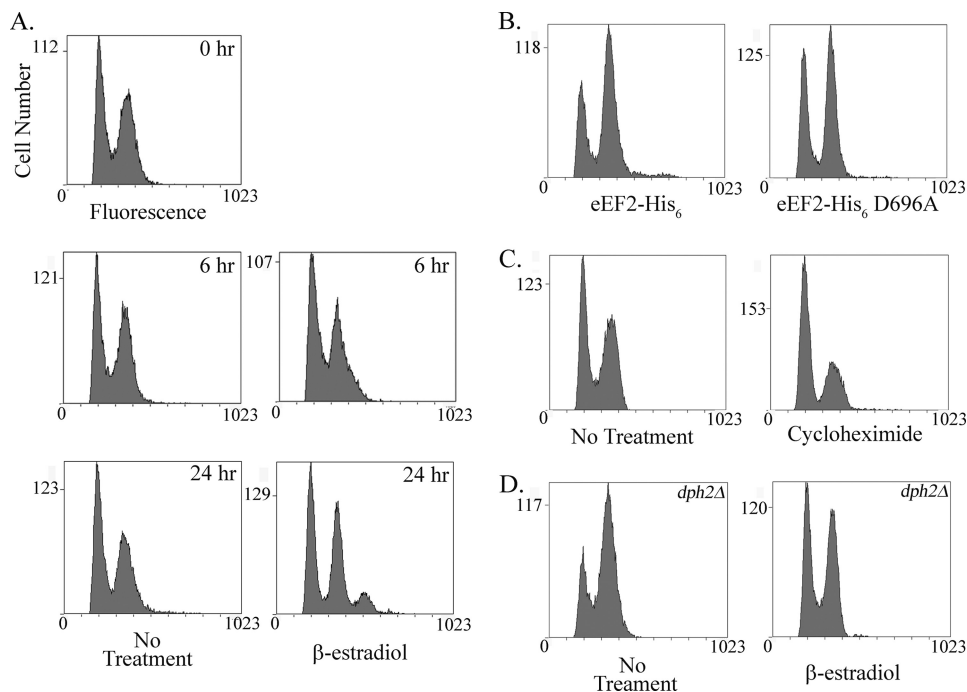 A.
112
0 hr
Cell Number
0
1023
Fluorescence
121
6 hr
0
1023
107
6 hr
0
1023
123
24 hr
0
1023
No
Treatment
129
24 hr
0
1023
β-estradiol
B.
118
0
1023
eEF2-His6
125
0
1023
eEF2-His6 D696A
C.
123
0
1023
No Treatment
153
0
1023
Cycloheximide
D.
117
dph2Δ
0
1023
No
Treament
120
dph2Δ
0
1023
β-estradiol